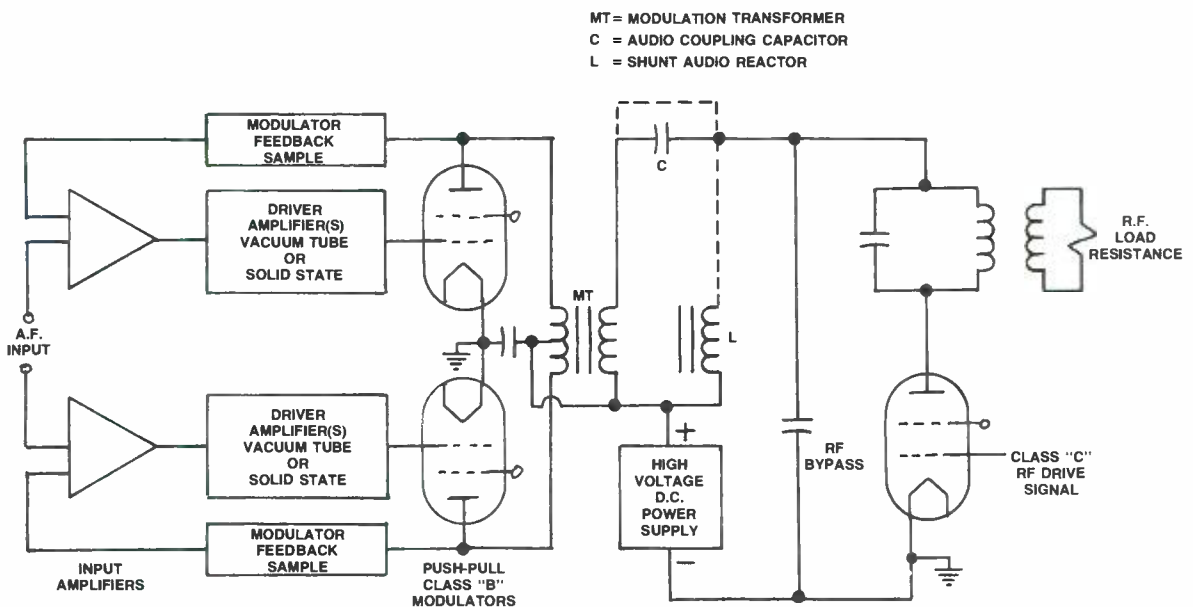 MT= MODULATION TRANSFORMER
C = AUDIO COUPLING CAPACITOR
L = SHUNT AUDIO REACTOR
MODULATOR
FEEDBACK
SAMPLE
C
DRIVER
AMPLIFIER(S)
VACUUM TUBE
OR
SOLID STATE
R.F.
LOAD
RESISTANCE
MT
A.F.
INPUT
L
DRIVER
AMPLIFIER(S)
VACUUM TUBE
OR
SOLID STATE
+
HIGH
VOLTAGE
D.C.
POWER
SUPPLY
−
RF
BYPASS
CLASS "C"
RF DRIVE
SIGNAL
MODULATOR
FEEDBACK
SAMPLE
INPUT
AMPLIFIERS
PUSH-PULL
CLASS "B"
MODULATORS